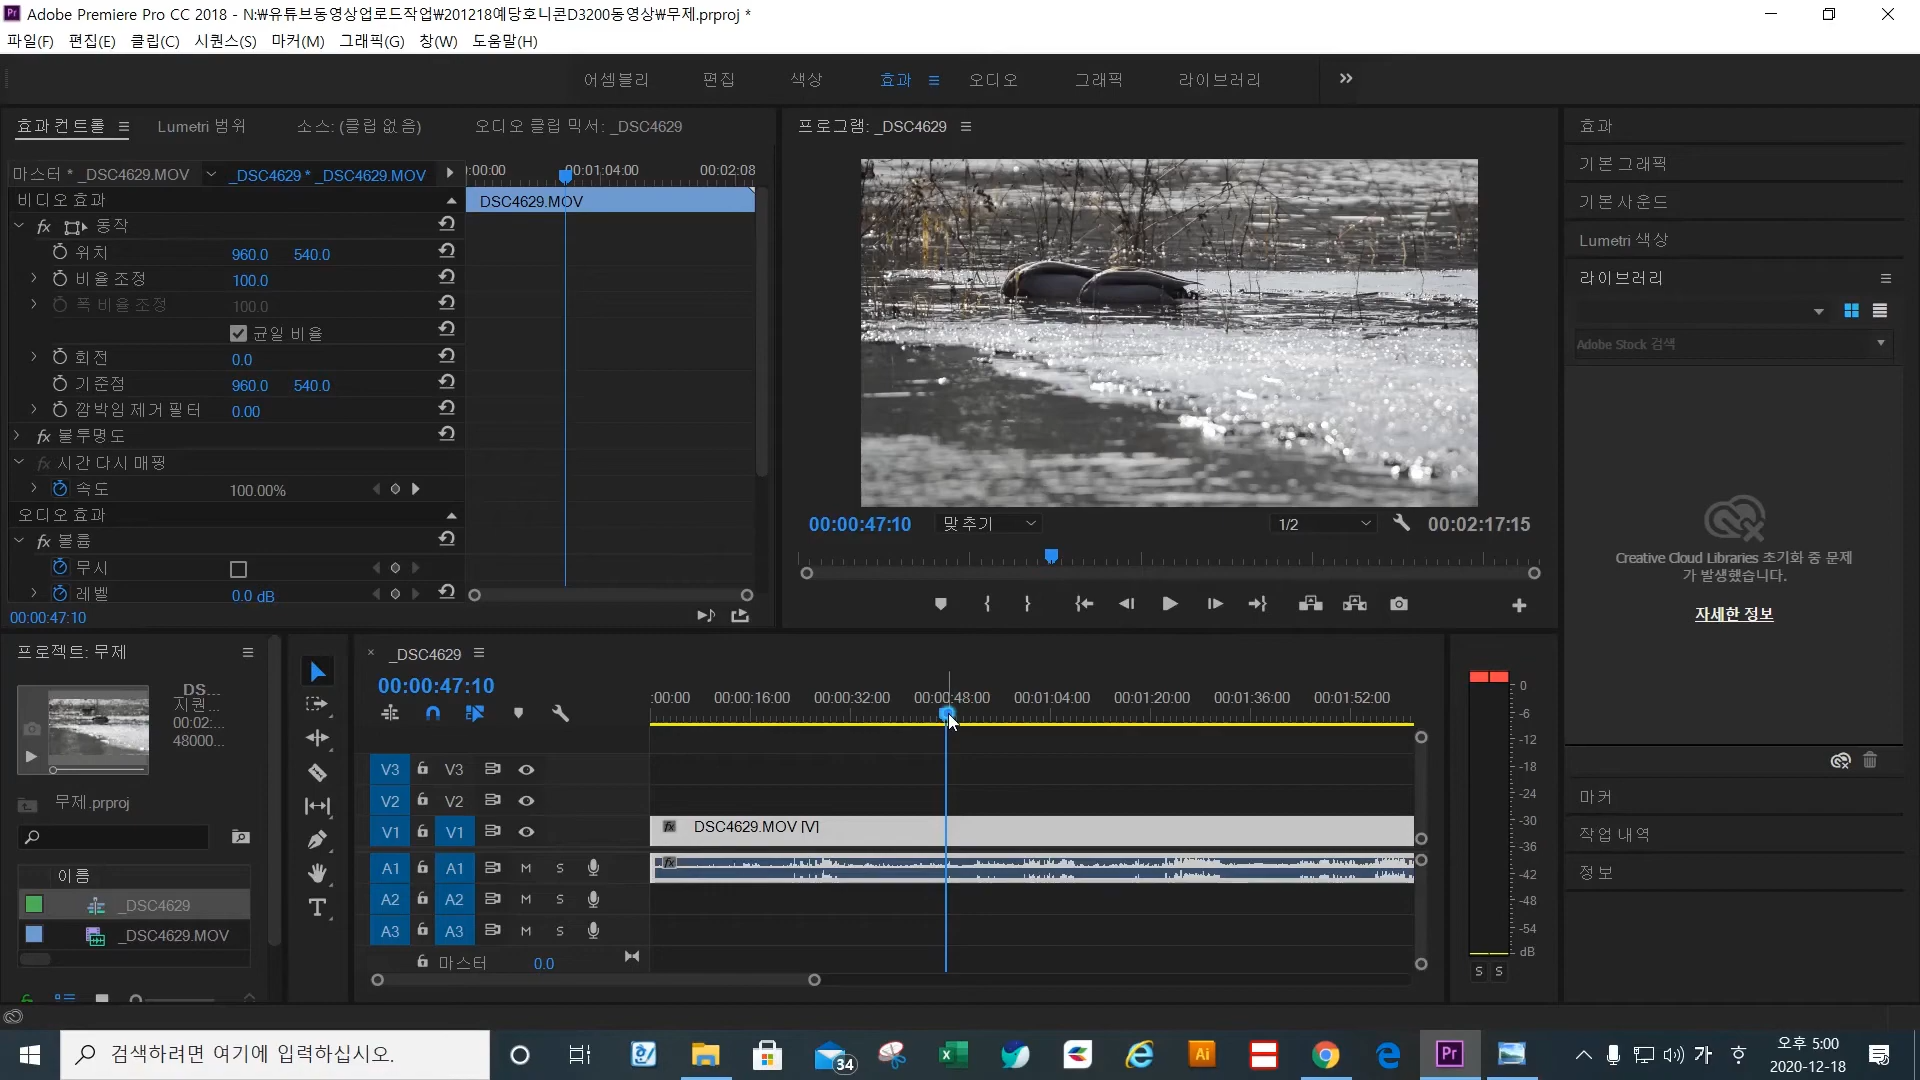 Adobe Premiere Pro CC 2018 - N:₩유튜브동영상업로드작업₩201218예당호니콘D3200동영상₩무제.prproj *
파일(F) 편집(E) 클립(C) 시퀀스(S) 마커(M) 그래픽(G) 창(W) 도움말(H)
어셈블리 편집 색상 효과 오디오 그래픽 라이브러리
효과 컨트롤 Lumetri 범위 소스: (클립 없음) 오디오 클립 믹서: _DSC4629
마스터 * _DSC4629.MOV _DSC4629 * _DSC4629.MOV
:00:00 00:01:04:00 00:02:08
비디오 효과
DSC4629.MOV
fx 동작
위치 960.0 540.0
비율 조정 100.0
폭 비율 조정 100.0
균일 비율
회전 0.0
기준점 960.0 540.0
깜박임 제거 필터 0.00
fx 불투명도
fx 시간 다시 매핑
속도 100.00%
오디오 효과
fx 볼륨
무시
레벨 0.0 dB
00:00:47:10
프로그램: _DSC4629
00:00:47:10 맞추기 1/2 00:02:17:15
효과
기본 그래픽
기본 사운드
Lumetri 색상
라이브러리
Adobe Stock 검색
Creative Cloud Libraries 초기화 중 문제
가 발생했습니다.
자세한 정보
마커
작업 내역
정보
프로젝트: 무제
DS...
지퀀...
00:02:...
48000...
무제.prproj
이름
_DSC4629
_DSC4629.MOV
_DSC4629
00:00:47:10
:00:00 00:00:16:00 00:00:32:00 00:00:48:00 00:01:04:00 00:01:20:00 00:01:36:00 00:01:52:00
V3 V3
V2 V2
V1 V1 fx DSC4629.MOV [V]
A1 A1 M S fx
A2 A2 M S
A3 A3 M S
마스터 0.0
0
-6
-12
-18
-24
-30
-36
-42
-48
-54
dB
S S
검색하려면 여기에 입력하십시오.
34
Ai
Pr
가
오후 5:00
2020-12-18